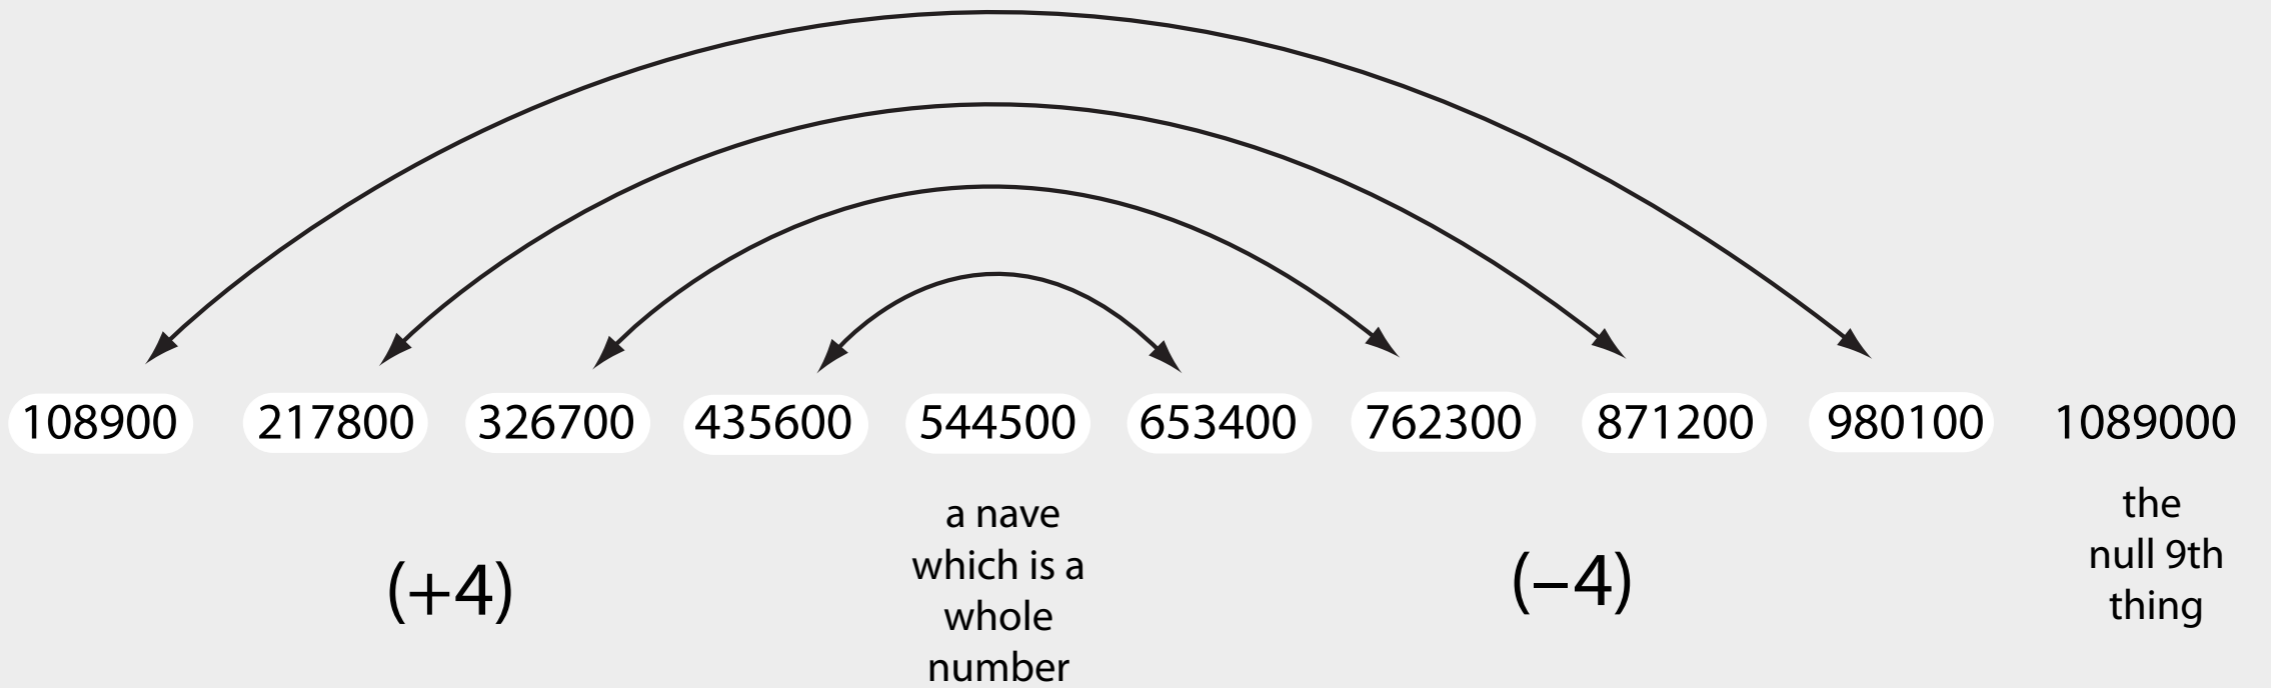 108900 217800 326700 435600 544500 653400 762300 871200 980100 1089000
(+4)
a nave
which is a
whole
number
(−4)
the
null 9th
thing